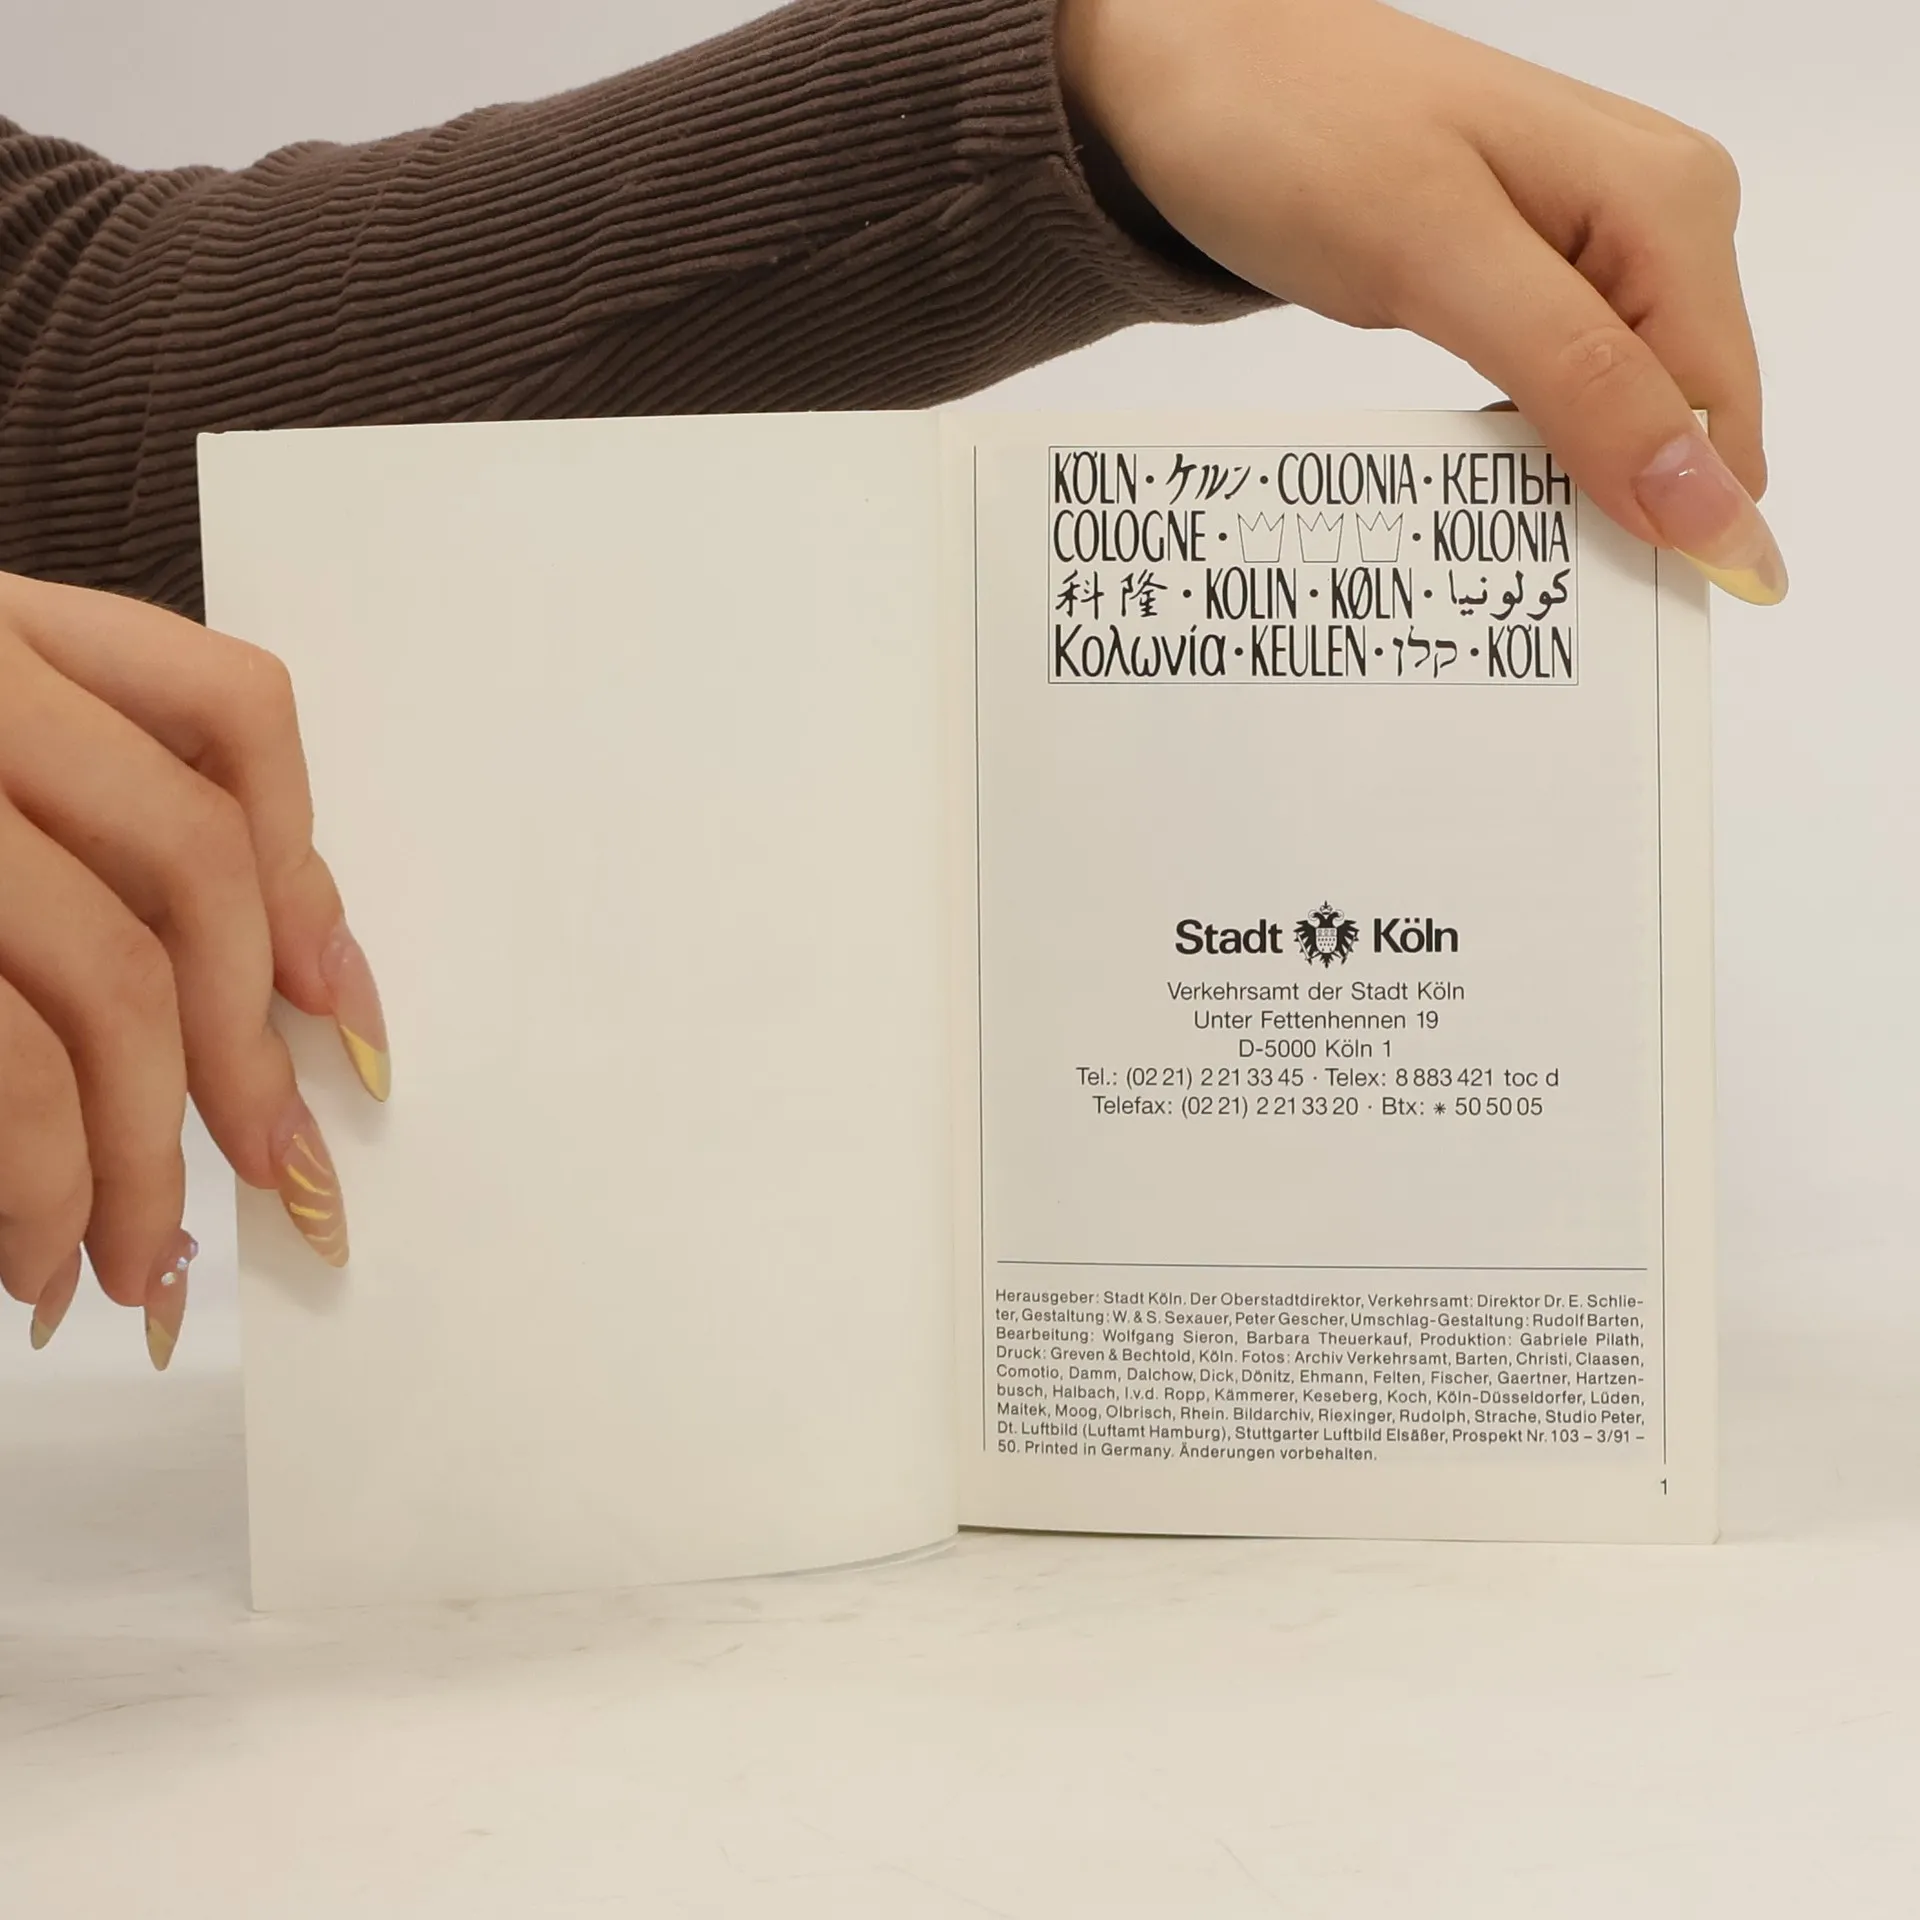 KÖLN · ケルン · COLONIA · КЕЛЬН
COLOGNE · · KOLONIA
科隆 · KOLIN · KØLN · كولونيا
Κολωνία · KEULEN · קלן · KÖLN
Stadt Köln
Verkehrsamt der Stadt Köln
Unter Fettenhennen 19
D-5000 Köln 1
Tel.: (02 21) 2 21 33 45 · Telex: 8 883 421 toc d
Telefax: (02 21) 2 21 33 20 · Btx: ✳ 50 50 05
Herausgeber: Stadt Köln. Der Oberstadtdirektor, Verkehrsamt: Direktor Dr. E. Schlie-
ter, Gestaltung: W. & S. Sexauer, Peter Gescher, Umschlag-Gestaltung: Rudolf Barten,
Bearbeitung: Wolfgang Sieron, Barbara Theuerkauf, Produktion: Gabriele Pilath,
Druck: Greven & Bechtold, Köln. Fotos: Archiv Verkehrsamt, Barten, Christi, Claasen,
Comotio, Damm, Dalchow, Dick, Dönitz, Ehmann, Felten, Fischer, Gaertner, Hartzen-
busch, Halbach, I.v.d. Ropp, Kämmerer, Keseberg, Koch, Köln-Düsseldorfer, Lüden,
Maitek, Moog, Olbrisch, Rhein. Bildarchiv, Riexinger, Rudolph, Strache, Studio Peter,
Dt. Luftbild (Luftamt Hamburg), Stuttgarter Luftbild Elsäßer, Prospekt Nr. 103 – 3/91 –
50. Printed in Germany. Änderungen vorbehalten.
1